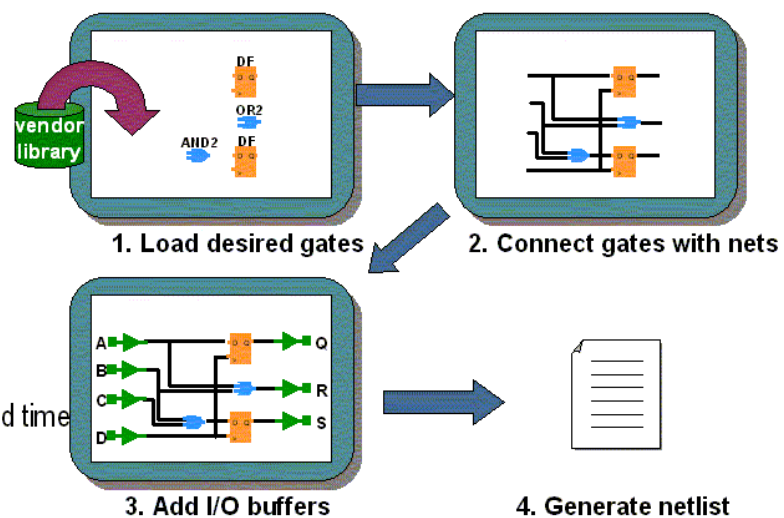 DF
OR2
vendor
library
AND2 DF
1. Load desired gates
2. Connect gates with nets
A Q
B
R
C
d time
S
D
3. Add I/O buffers
4. Generate netlist